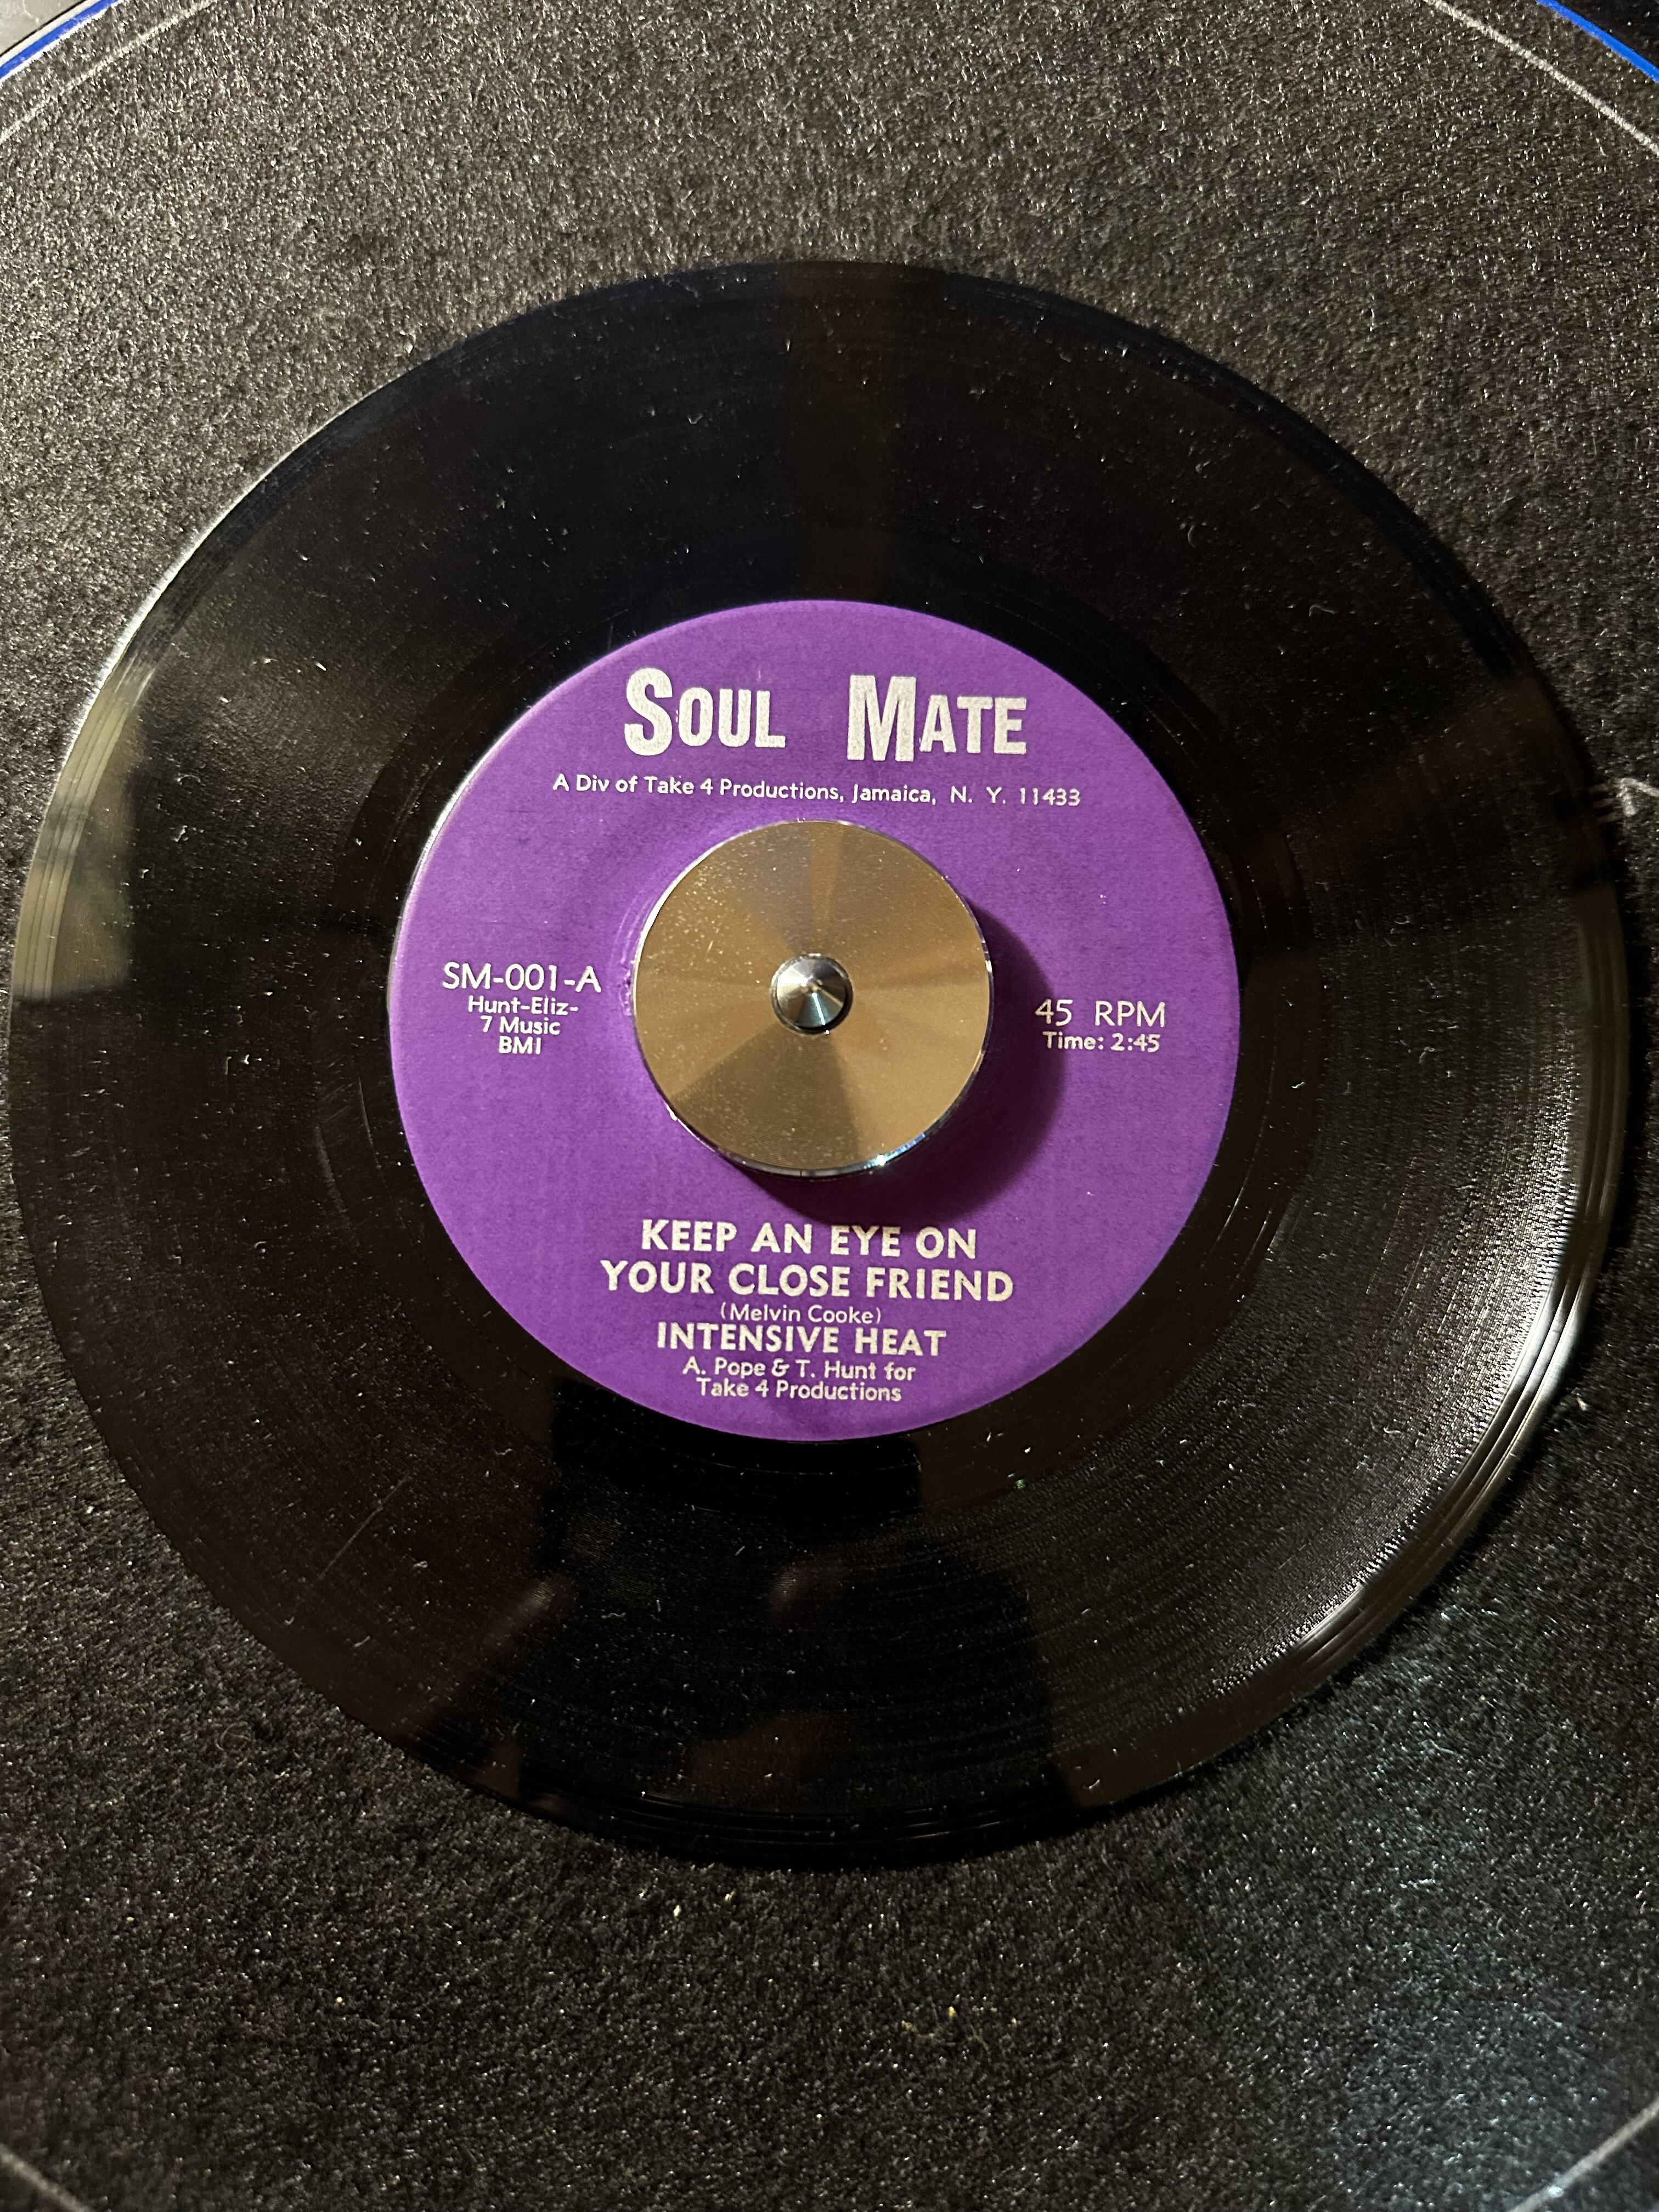 SOUL MATE
A Div of Take 4 Productions, Jamaica, N. Y. 11433
SM-001-A
Hunt-Eliz-
7 Music
BMI
45 RPM
Time: 2:45
KEEP AN EYE ON
YOUR CLOSE FRIEND
(Melvin Cooke)
INTENSIVE HEAT
A. Pope & T. Hunt for
Take 4 Productions